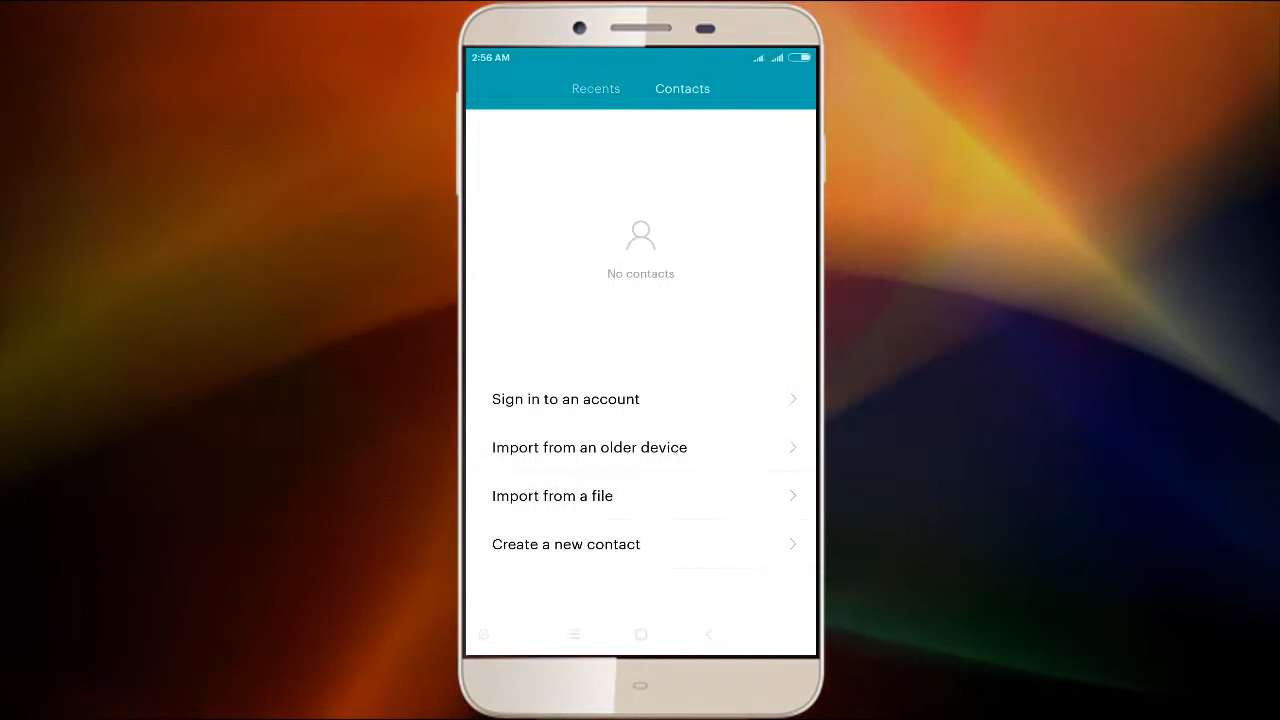 2:56 AM
Recents Contacts
No contacts
Sign in to an account
Import from an older device
Import from a file
Create a new contact